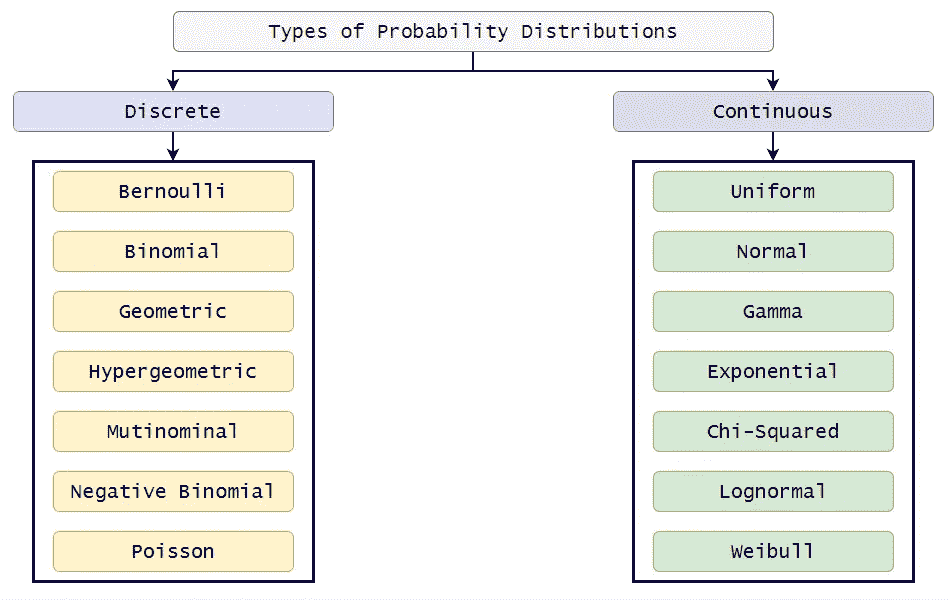 Types of Probability Distributions
Discrete
Continuous
Bernoulli
Binomial
Geometric
Hypergeometric
Mutinominal
Negative Binomial
Poisson
Uniform
Normal
Gamma
Exponential
Chi-Squared
Lognormal
Weibull